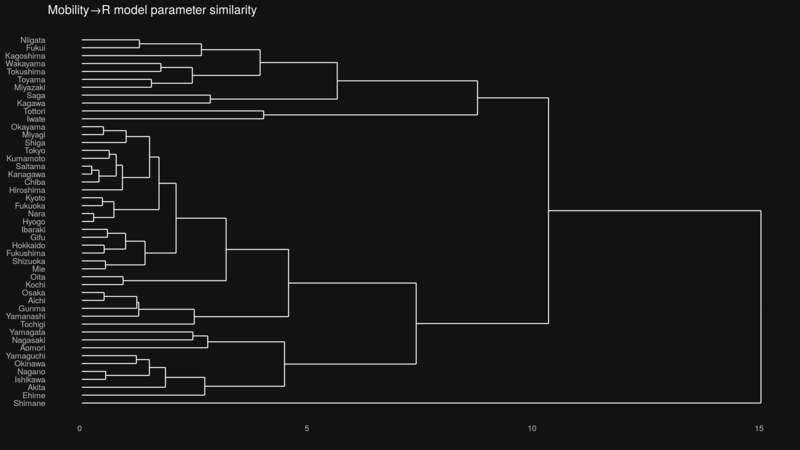 Mobility→R model parameter similarity
Niigata
Fukui
Kagoshima
Wakayama
Tokushima
Toyama
Miyazaki
Saga
Kagawa
Tottori
Iwate
Okayama
Miyagi
Shiga
Tokyo
Kumamoto
Saitama
Kanagawa
Chiba
Hiroshima
Kyoto
Fukuoka
Nara
Hyogo
Ibaraki
Gifu
Hokkaido
Fukushima
Shizuoka
Mie
Oita
Kochi
Osaka
Aichi
Gunma
Yamanashi
Tochigi
Yamagata
Nagasaki
Aomori
Yamaguchi
Okinawa
Nagano
Ishikawa
Akita
Ehime
Shimane
0 5 10 15